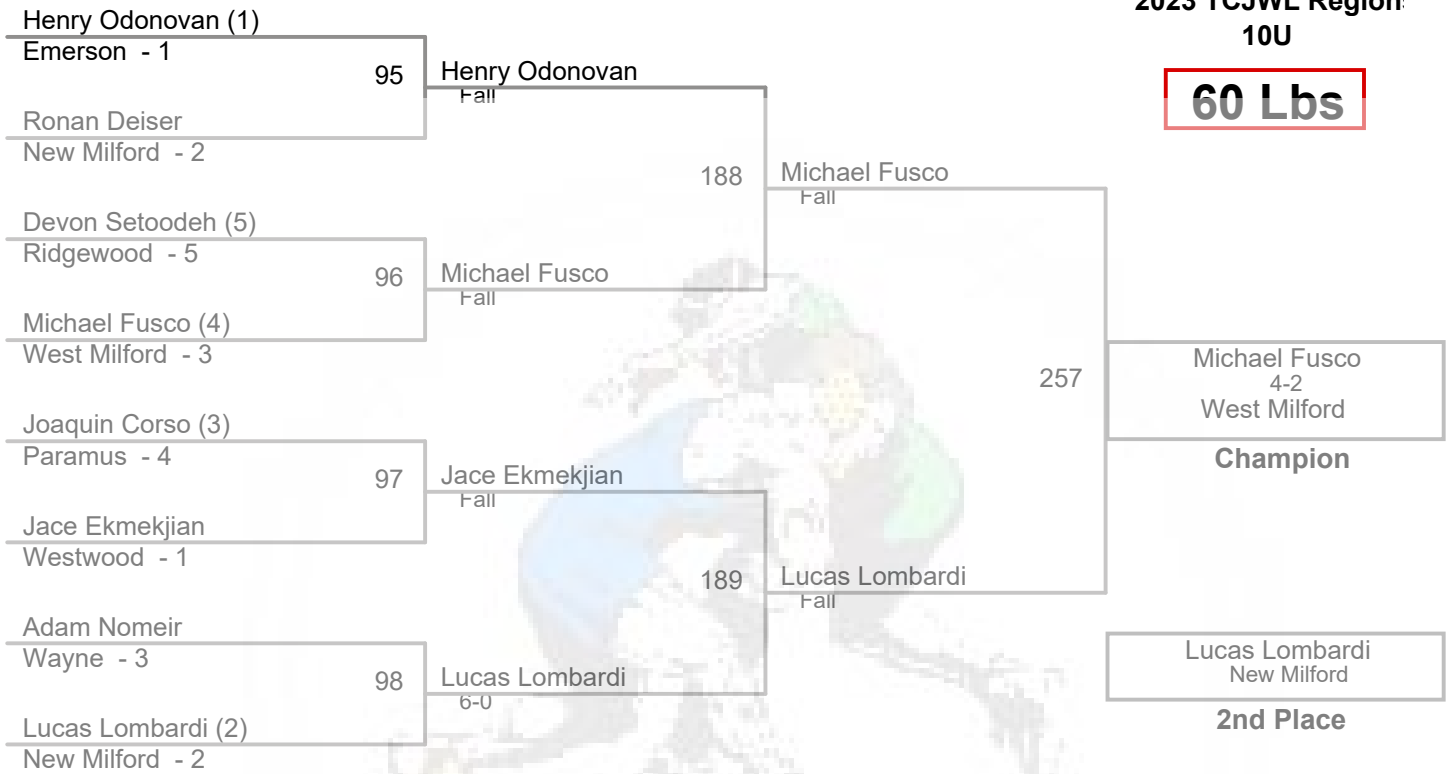 2023 TCJWL Regions
10U
60 Lbs
Henry Odonovan (1)
Emerson - 1
95
Ronan Deiser
New Milford - 2
Devon Setoodeh (5)
Ridgewood - 5
96
Michael Fusco (4)
West Milford - 3
Joaquin Corso (3)
Paramus - 4
97
Jace Ekmekjian
Westwood - 1
Adam Nomeir
Wayne - 3
98
Lucas Lombardi (2)
New Milford - 2
Henry Odonovan
Fall
188
Michael Fusco
Fall
Jace Ekmekjian
Fall
189
Lucas Lombardi
6-0
Michael Fusco
Fall
257
Lucas Lombardi
Fall
Michael Fusco
4-2
West Milford
Champion
Lucas Lombardi
New Milford
2nd Place